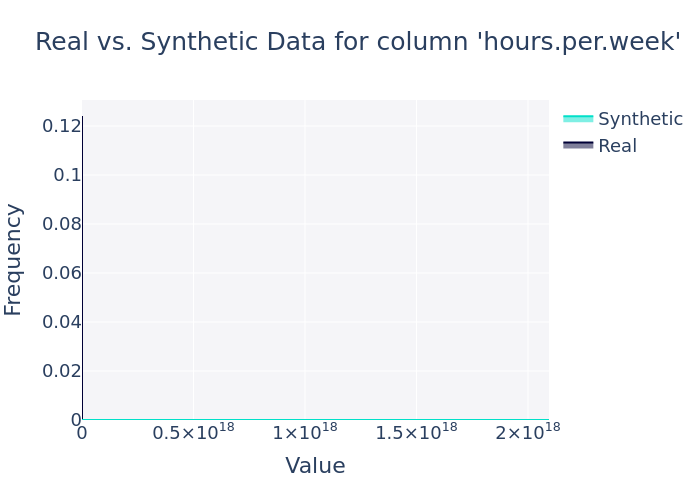 Real vs. Synthetic Data for column 'hours.per.week'
Synthetic
Real
Frequency
0.12
0.1
0.08
0.06
0.04
0.02
0
0 0.5×10¹⁸ 1×10¹⁸ 1.5×10¹⁸ 2×10¹⁸
Value